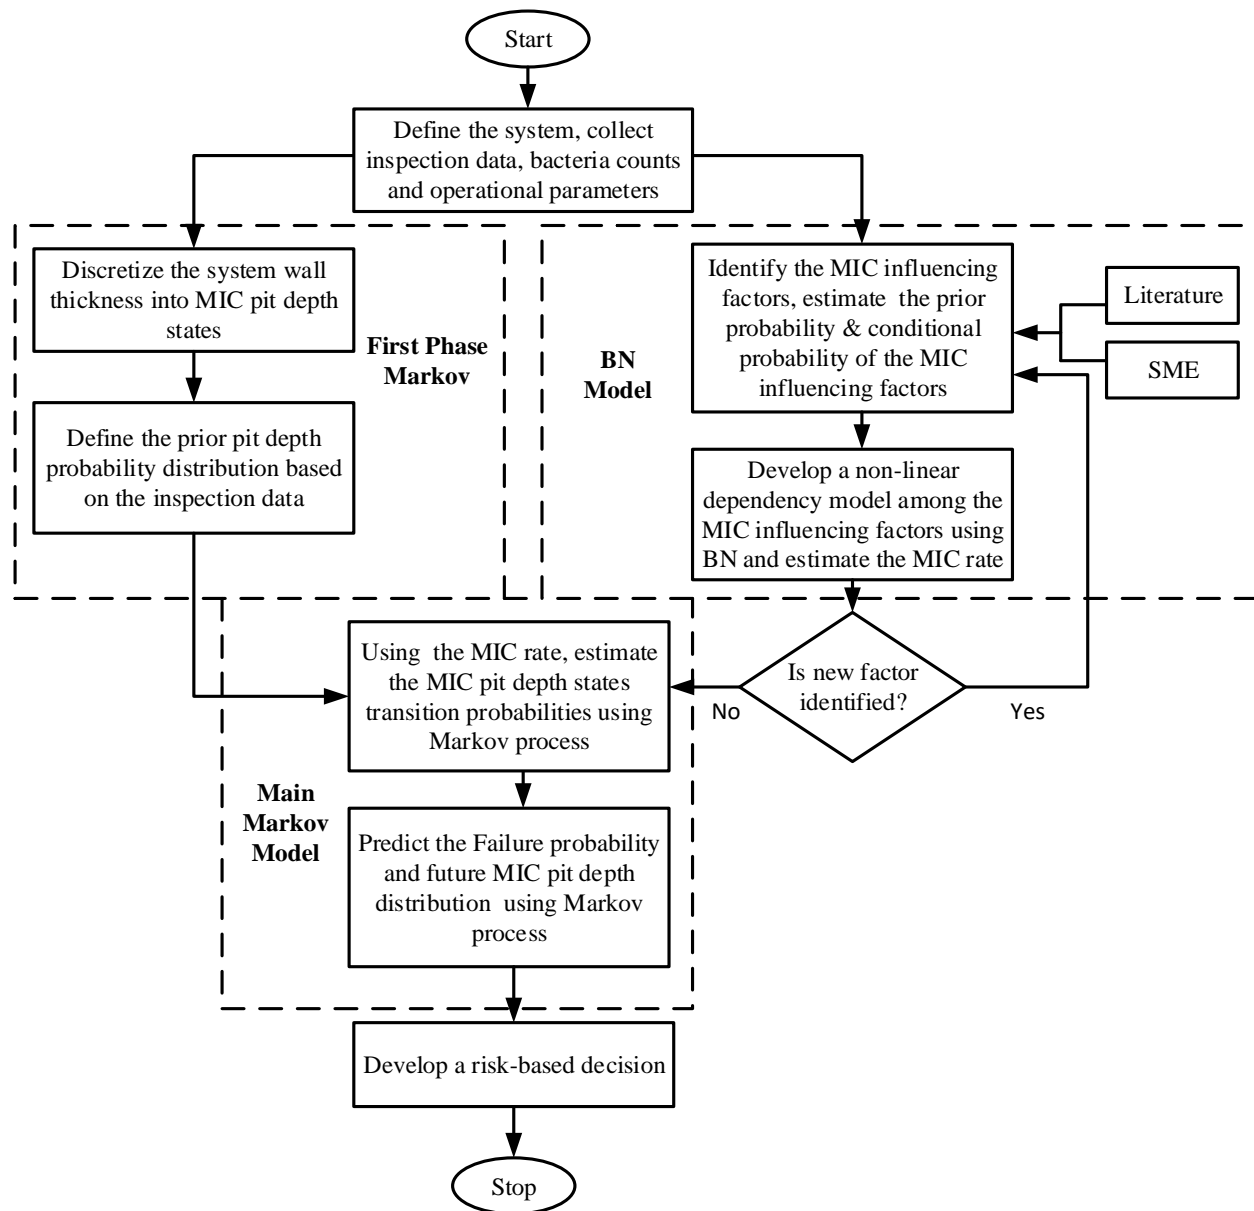 Start
Define the system, collect
inspection data, bacteria counts
and operational parameters
Discretize the system wall
thickness into MIC pit depth
states
First Phase
Markov
Define the prior pit depth
probability distribution based
on the inspection data
BN
Model
Identify the MIC influencing
factors, estimate the prior
probability & conditional
probability of the MIC
influencing factors
Literature
SME
Develop a non-linear
dependency model among the
MIC influencing factors using
BN and estimate the MIC rate
Is new factor
identified?
No
Yes
Using the MIC rate, estimate
the MIC pit depth states
transition probabilities using
Markov process
Main
Markov
Model
Predict the Failure probability
and future MIC pit depth
distribution using Markov
process
Develop a risk-based decision
Stop